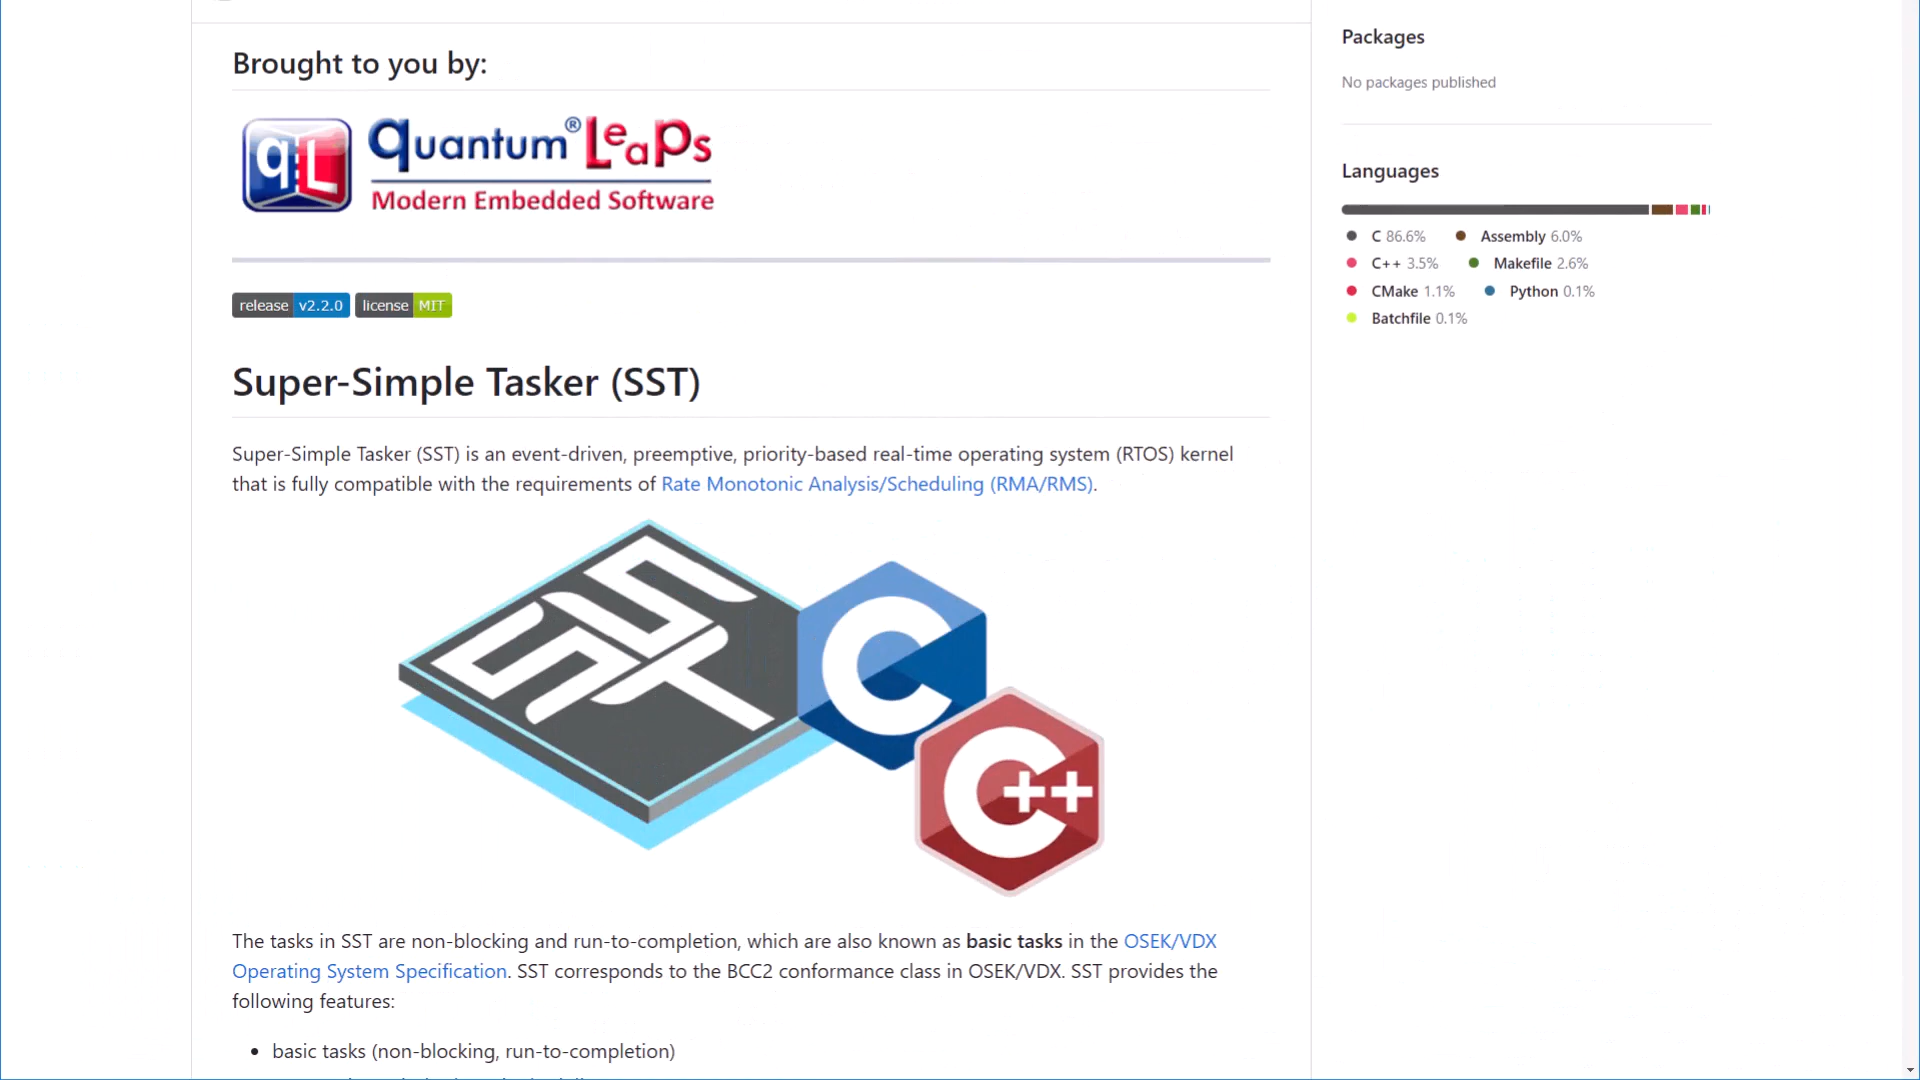 Brought to you by:
qL quantum® LeaPs
Modern Embedded Software
release v2.2.0 license MIT
Super-Simple Tasker (SST)
Super-Simple Tasker (SST) is an event-driven, preemptive, priority-based real-time operating system (RTOS) kernel
that is fully compatible with the requirements of Rate Monotonic Analysis/Scheduling (RMA/RMS).
SST
C
C++
The tasks in SST are non-blocking and run-to-completion, which are also known as basic tasks in the OSEK/VDX
Operating System Specification. SST corresponds to the BCC2 conformance class in OSEK/VDX. SST provides the
following features:
• basic tasks (non-blocking, run-to-completion)
Packages
No packages published
Languages
C 86.6% Assembly 6.0%
C++ 3.5% Makefile 2.6%
CMake 1.1% Python 0.1%
Batchfile 0.1%